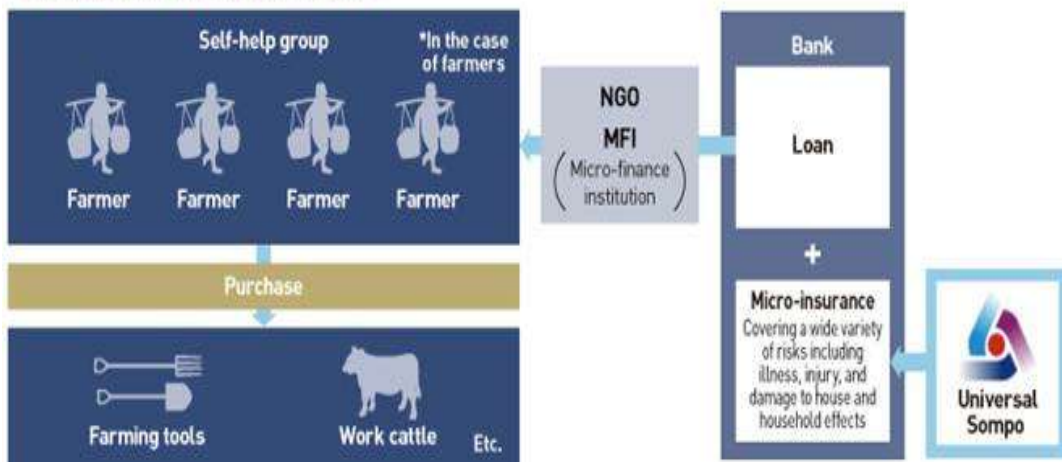 Self-help group
*In the case
of farmers
Farmer
Farmer
Farmer
Farmer
Purchase
Farming tools
Work cattle
Etc.
NGO
MFI
(Micro-finance
institution)
Bank
Loan
+
Micro-insurance
Covering a wide variety
of risks including
illness, injury, and
damage to house and
household effects
Universal
Sompo